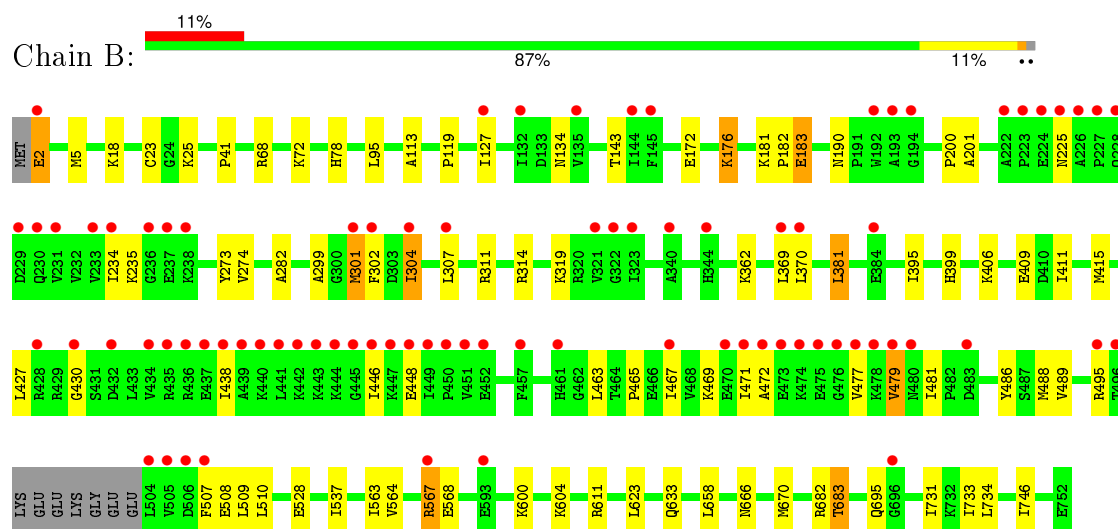 11%
Chain B:
87% 11% ••
MET E2 M5 K18 C23 G24 K25 P41 R68 K72 H78 L95 A113 P119 I127 I132 D133 N134 V135 T143 I144 F145 E172 K176 K181 P182 E183 N190 P191 W192 A193 G194 P200 A201 A222 P223 E224 N225 A226 P227 P228
D229 Q230 V231 V232 V233 I234 K235 G236 E237 K238 Y273 V274 A282 A299 G300 M301 F302 D303 I304 L307 R311 R314 K319 R320 V321 G322 I323 A340 H344 K362 L369 L370 L381 E384 I395 H399 K406 E409 D410 I411 M415
L427 R428 R429 G430 S431 D432 L433 V434 R435 R436 E437 I438 A439 K440 L441 K442 K443 K444 G445 I446 K447 E448 I449 P450 V451 E452 F457 H461 G462 L463 T464 P465 E466 I467 V468 K469 E470 I471 A472 E473 K474 E475 G476 V477 K478 V479 N480 I481 P482 D483 Y486 S487 M488 V489 R495 T496
LYS GLU GLU LYS GLY GLU GLU L504 V505 D506 F507 E508 L509 L510 E528 I537 I563 V564 R567 E568 E593 K600 K604 R611 L623 Q633 L658 N666 M670 R682 T683 Q695 G696 I731 K732 I733 L734 I746 E752